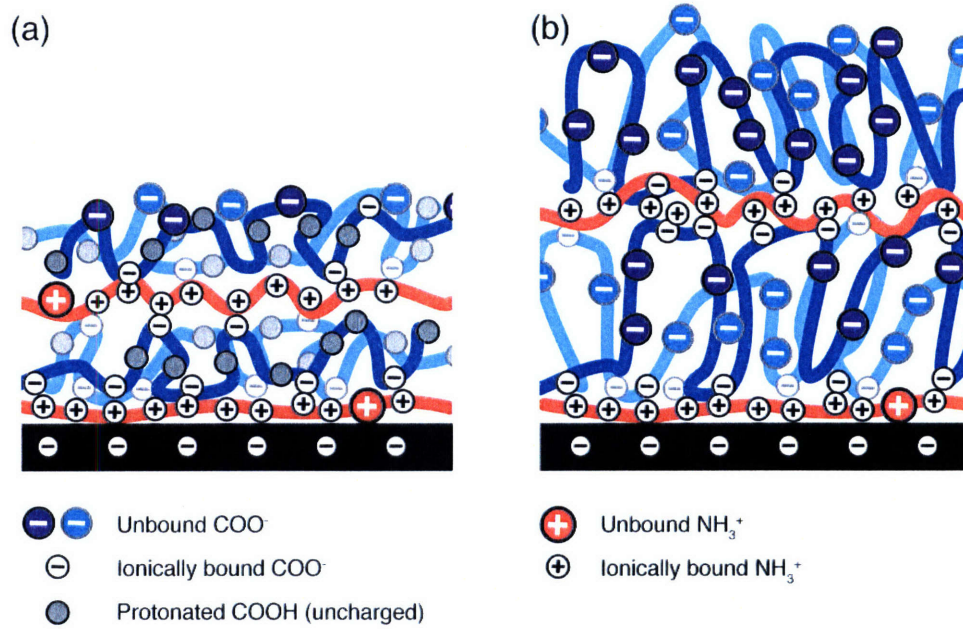 (a)
(b)
Unbound COO⁻
Ionically bound COO⁻
Protonated COOH (uncharged)
Unbound NH₃⁺
Ionically bound NH₃⁺